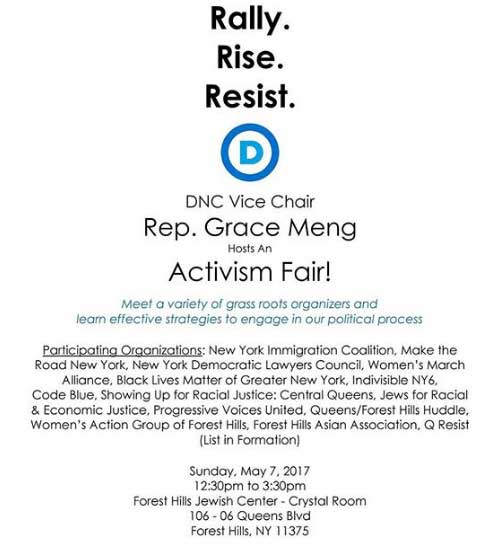 Rally.
Rise.
Resist.
D
DNC Vice Chair
Rep. Grace Meng
Hosts An
Activism Fair!
Meet a variety of grass roots organizers and
learn effective strategies to engage in our political process
Participating Organizations: New York Immigration Coalition, Make the
Road New York, New York Democratic Lawyers Council, Women's March
Alliance, Black Lives Matter of Greater New York, Indivisible NY6,
Code Blue, Showing Up for Racial Justice: Central Queens, Jews for Racial
& Economic Justice, Progressive Voices United, Queens/Forest Hills Huddle,
Women's Action Group of Forest Hills, Forest Hills Asian Association, Q Resist
(List in Formation)
Sunday, May 7, 2017
12:30pm to 3:30pm
Forest Hills Jewish Center - Crystal Room
106 - 06 Queens Blvd
Forest Hills, NY 11375